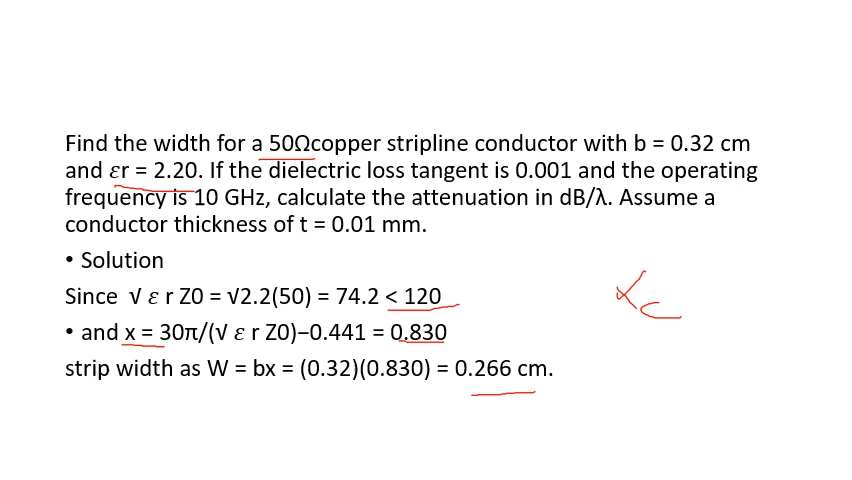 Find the width for a 50Ωcopper stripline conductor with b = 0.32 cm
and 𝜀r = 2.20. If the dielectric loss tangent is 0.001 and the operating
frequency is 10 GHz, calculate the attenuation in dB/λ. Assume a
conductor thickness of t = 0.01 mm.
• Solution
Since √ 𝜀 r Z0 = √2.2(50) = 74.2 < 120
• and x = 30π/(√ 𝜀 r Z0)−0.441 = 0.830
strip width as W = bx = (0.32)(0.830) = 0.266 cm.
αc